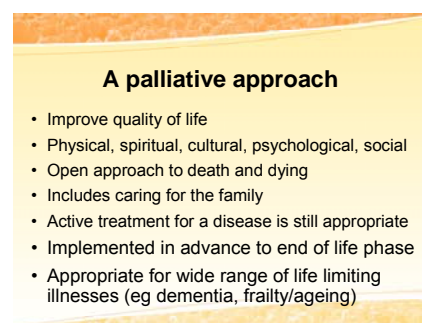 A palliative approach
• Improve quality of life
• Physical, spiritual, cultural, psychological, social
• Open approach to death and dying
• Includes caring for the family
• Active treatment for a disease is still appropriate
• Implemented in advance to end of life phase
• Appropriate for wide range of life limiting
illnesses (eg dementia, frailty/ageing)